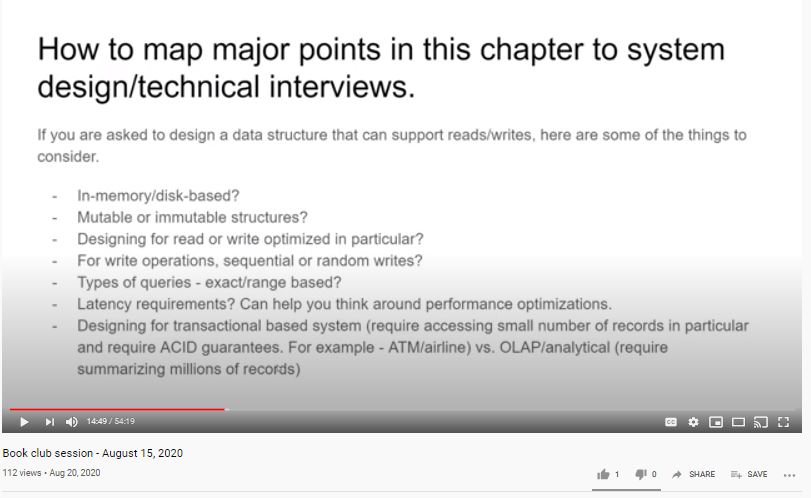 How to map major points in this chapter to system
design/technical interviews.
If you are asked to design a data structure that can support reads/writes, here are some of the things to
consider.
- In-memory/disk-based?
- Mutable or immutable structures?
- Designing for read or write optimized in particular?
- For write operations, sequential or random writes?
- Types of queries - exact/range based?
- Latency requirements? Can help you think around performance optimizations.
- Designing for transactional based system (require accessing small number of records in particular
and require ACID guarantees. For example - ATM/airline) vs. OLAP/analytical (require
summarizing millions of records)
14:49 / 54:19
CC
Book club session - August 15, 2020
112 views • Aug 20, 2020
1 0 SHARE SAVE